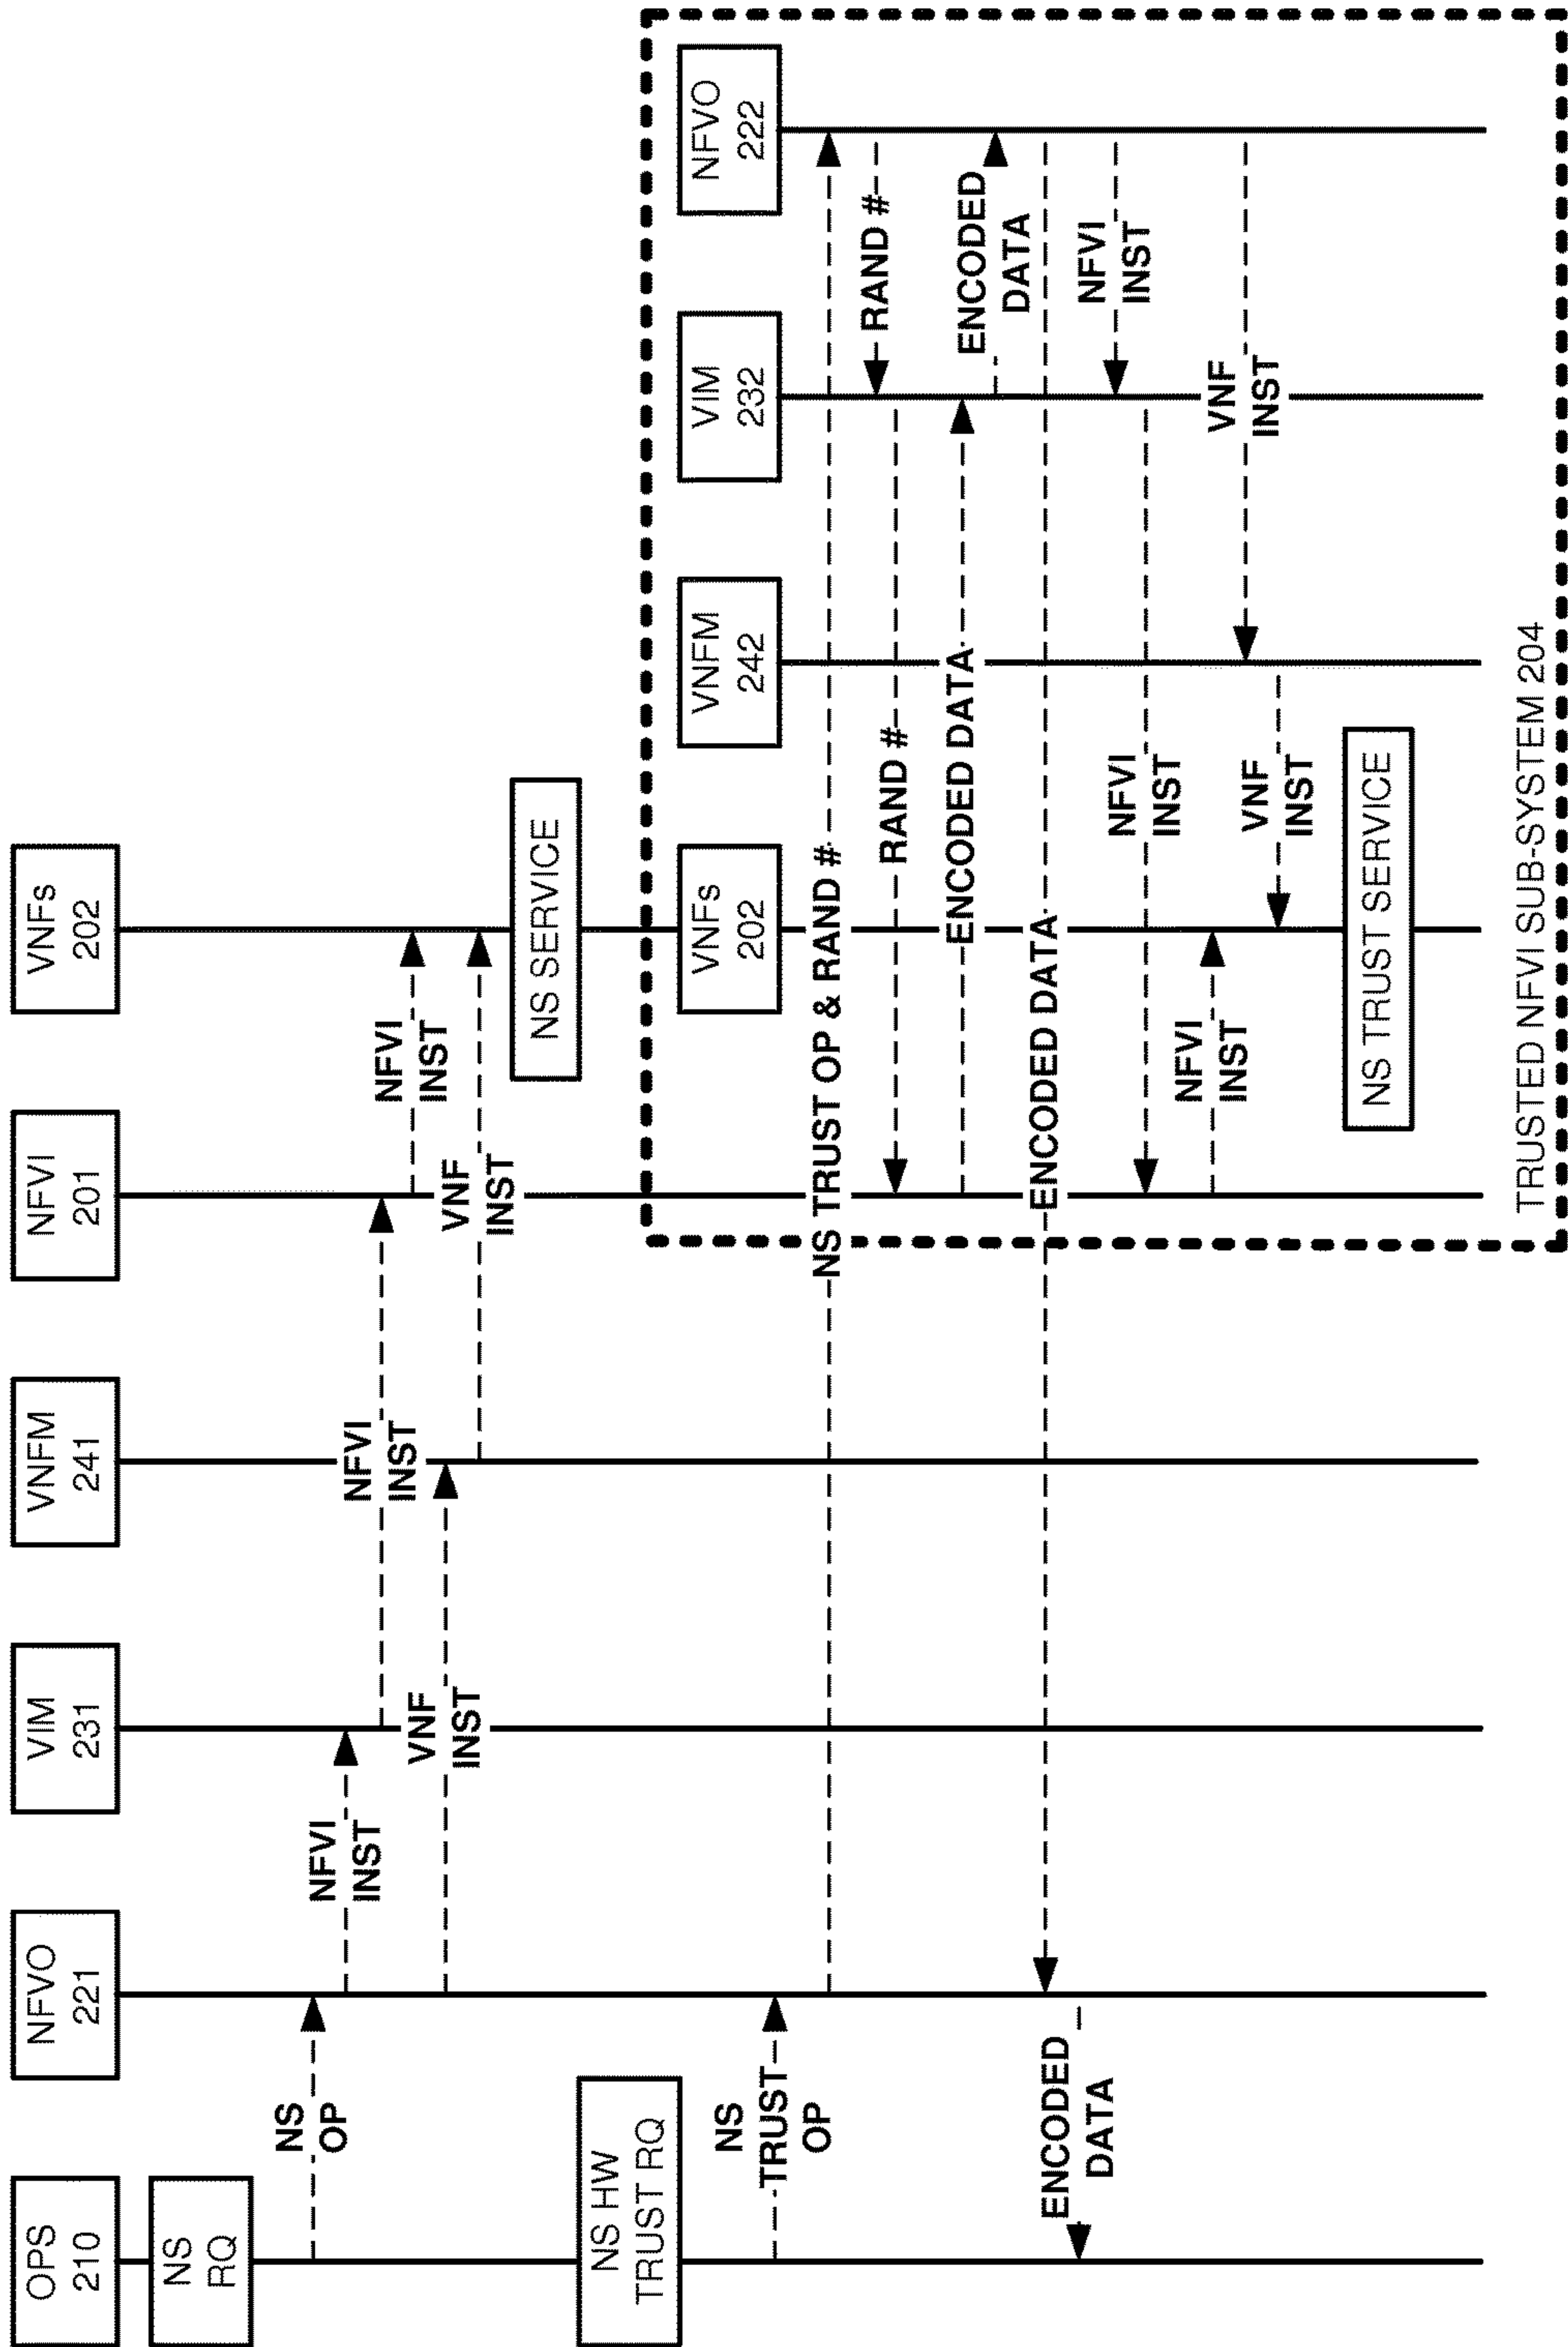 OPS
210
NFVO
221
VIM
231
VNFM
241
NFVI
201
VNFs
202
NS
RQ
NS
OP
NFVI
INST
NFVI
INST
NFVI
INST
VNF
INST
VNF
INST
NS SERVICE
NS HW
TRUST RQ
VNFs
202
VNFM
242
VIM
232
NFVO
222
NS
TRUST
OP
NS TRUST OP & RAND #
RAND #
RAND #
ENCODED DATA
ENCODED
DATA
ENCODED DATA
ENCODED
DATA
NFVI
INST
NFVI
INST
NFVI
INST
VNF
INST
VNF
INST
NS TRUST SERVICE
TRUSTED NFVI SUB-SYSTEM 204